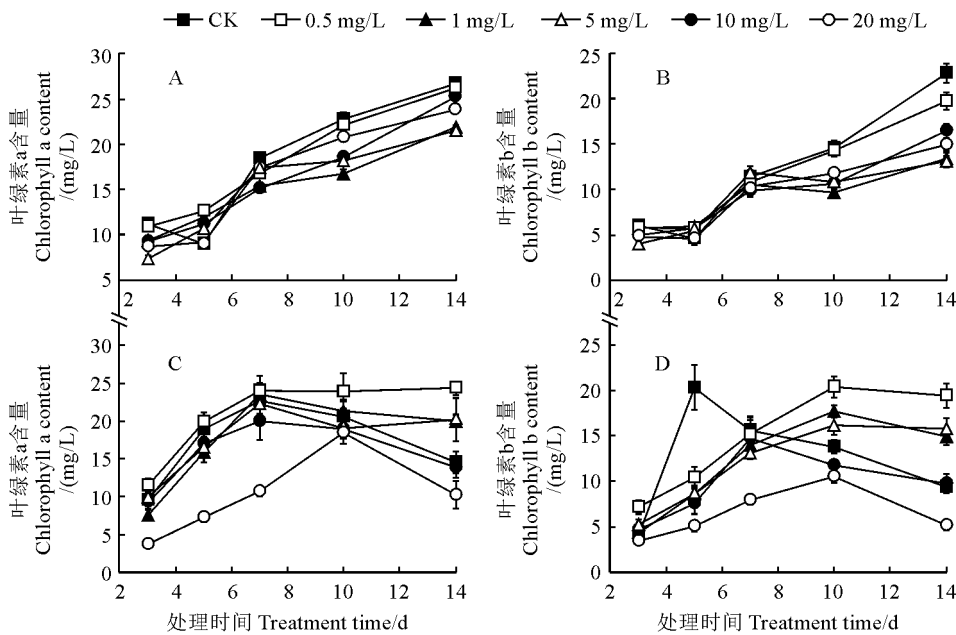 CK 0.5 mg/L 1 mg/L 5 mg/L 10 mg/L 20 mg/L
A
叶绿素a含量
Chlorophyll a content
/(mg/L)
30
25
20
15
10
5
2 4 6 8 10 12 14
B
叶绿素b含量
Chlorophyll b content
/(mg/L)
25
20
15
10
5
0
2 4 6 8 10 12 14
C
叶绿素a含量
Chlorophyll a content
/(mg/L)
30
25
20
15
10
5
0
2 4 6 8 10 12 14
处理时间 Treatment time/d
D
叶绿素b含量
Chlorophyll b content
/(mg/L)
25
20
15
10
5
0
2 4 6 8 10 12 14
处理时间 Treatment time/d